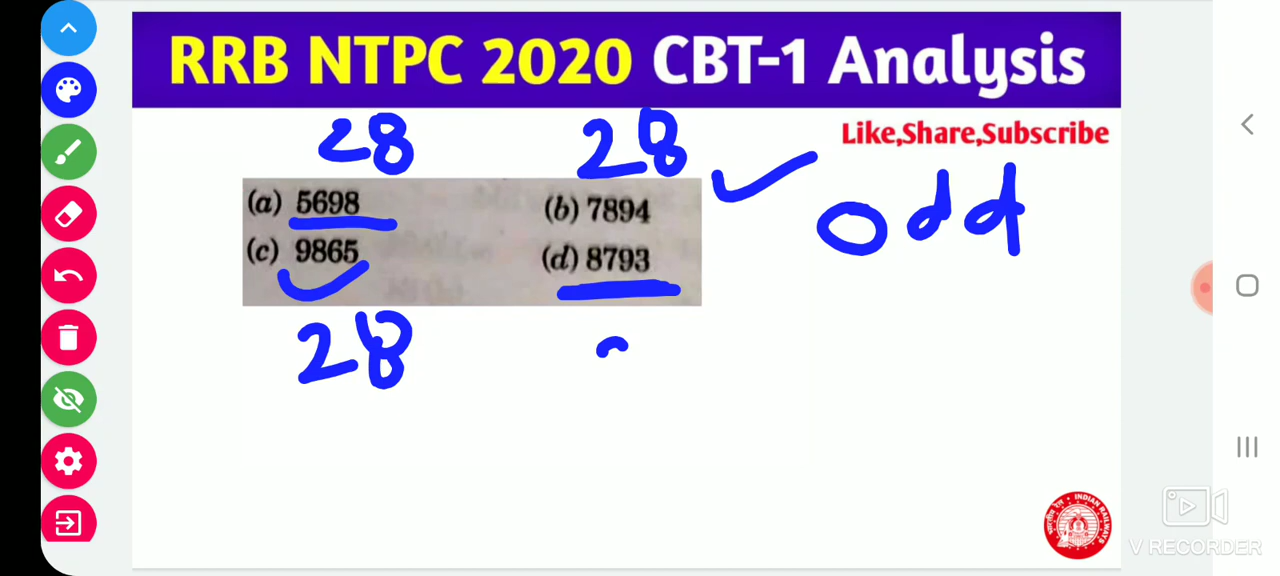 RRB NTPC 2020 CBT-1 Analysis
Like,Share,Subscribe
28 28
odd
(a) 5698 (b) 7894
(c) 9865 (d) 8793
28
INDIAN RAILWAYS
V RECORDER